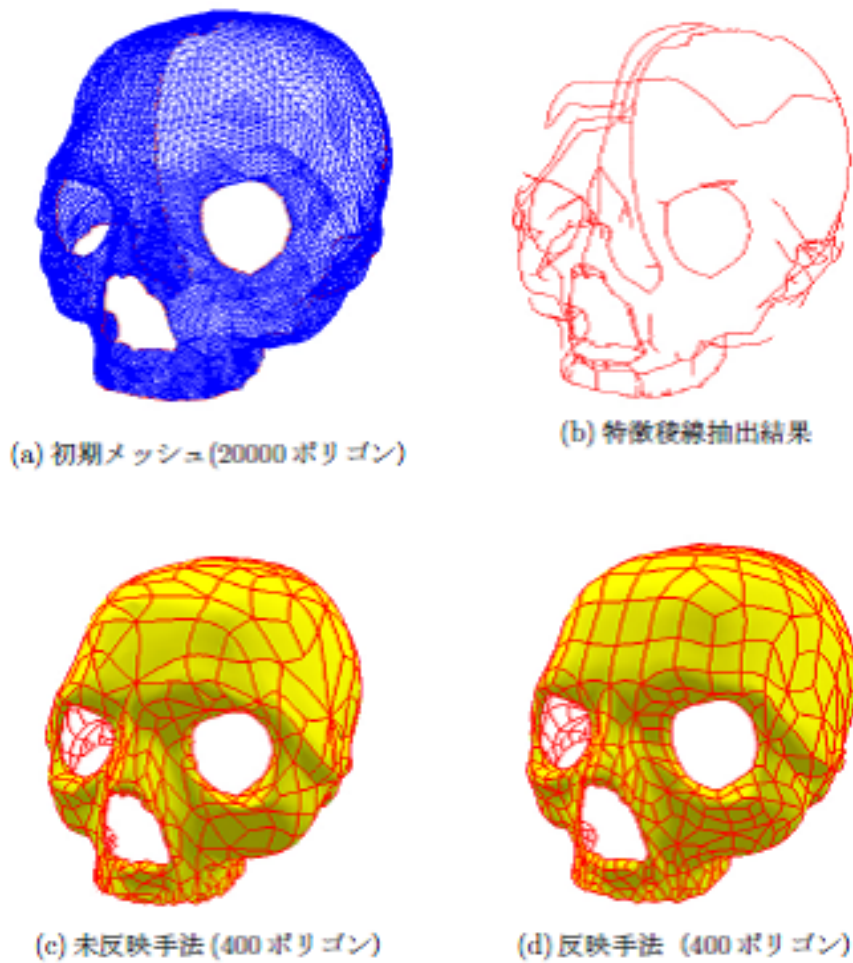 (a) 初期メッシュ(20000 ポリゴン)
(b) 特徴稜線抽出結果
(c) 未反映手法 (400 ポリゴン)
(d) 反映手法（400 ポリゴン)